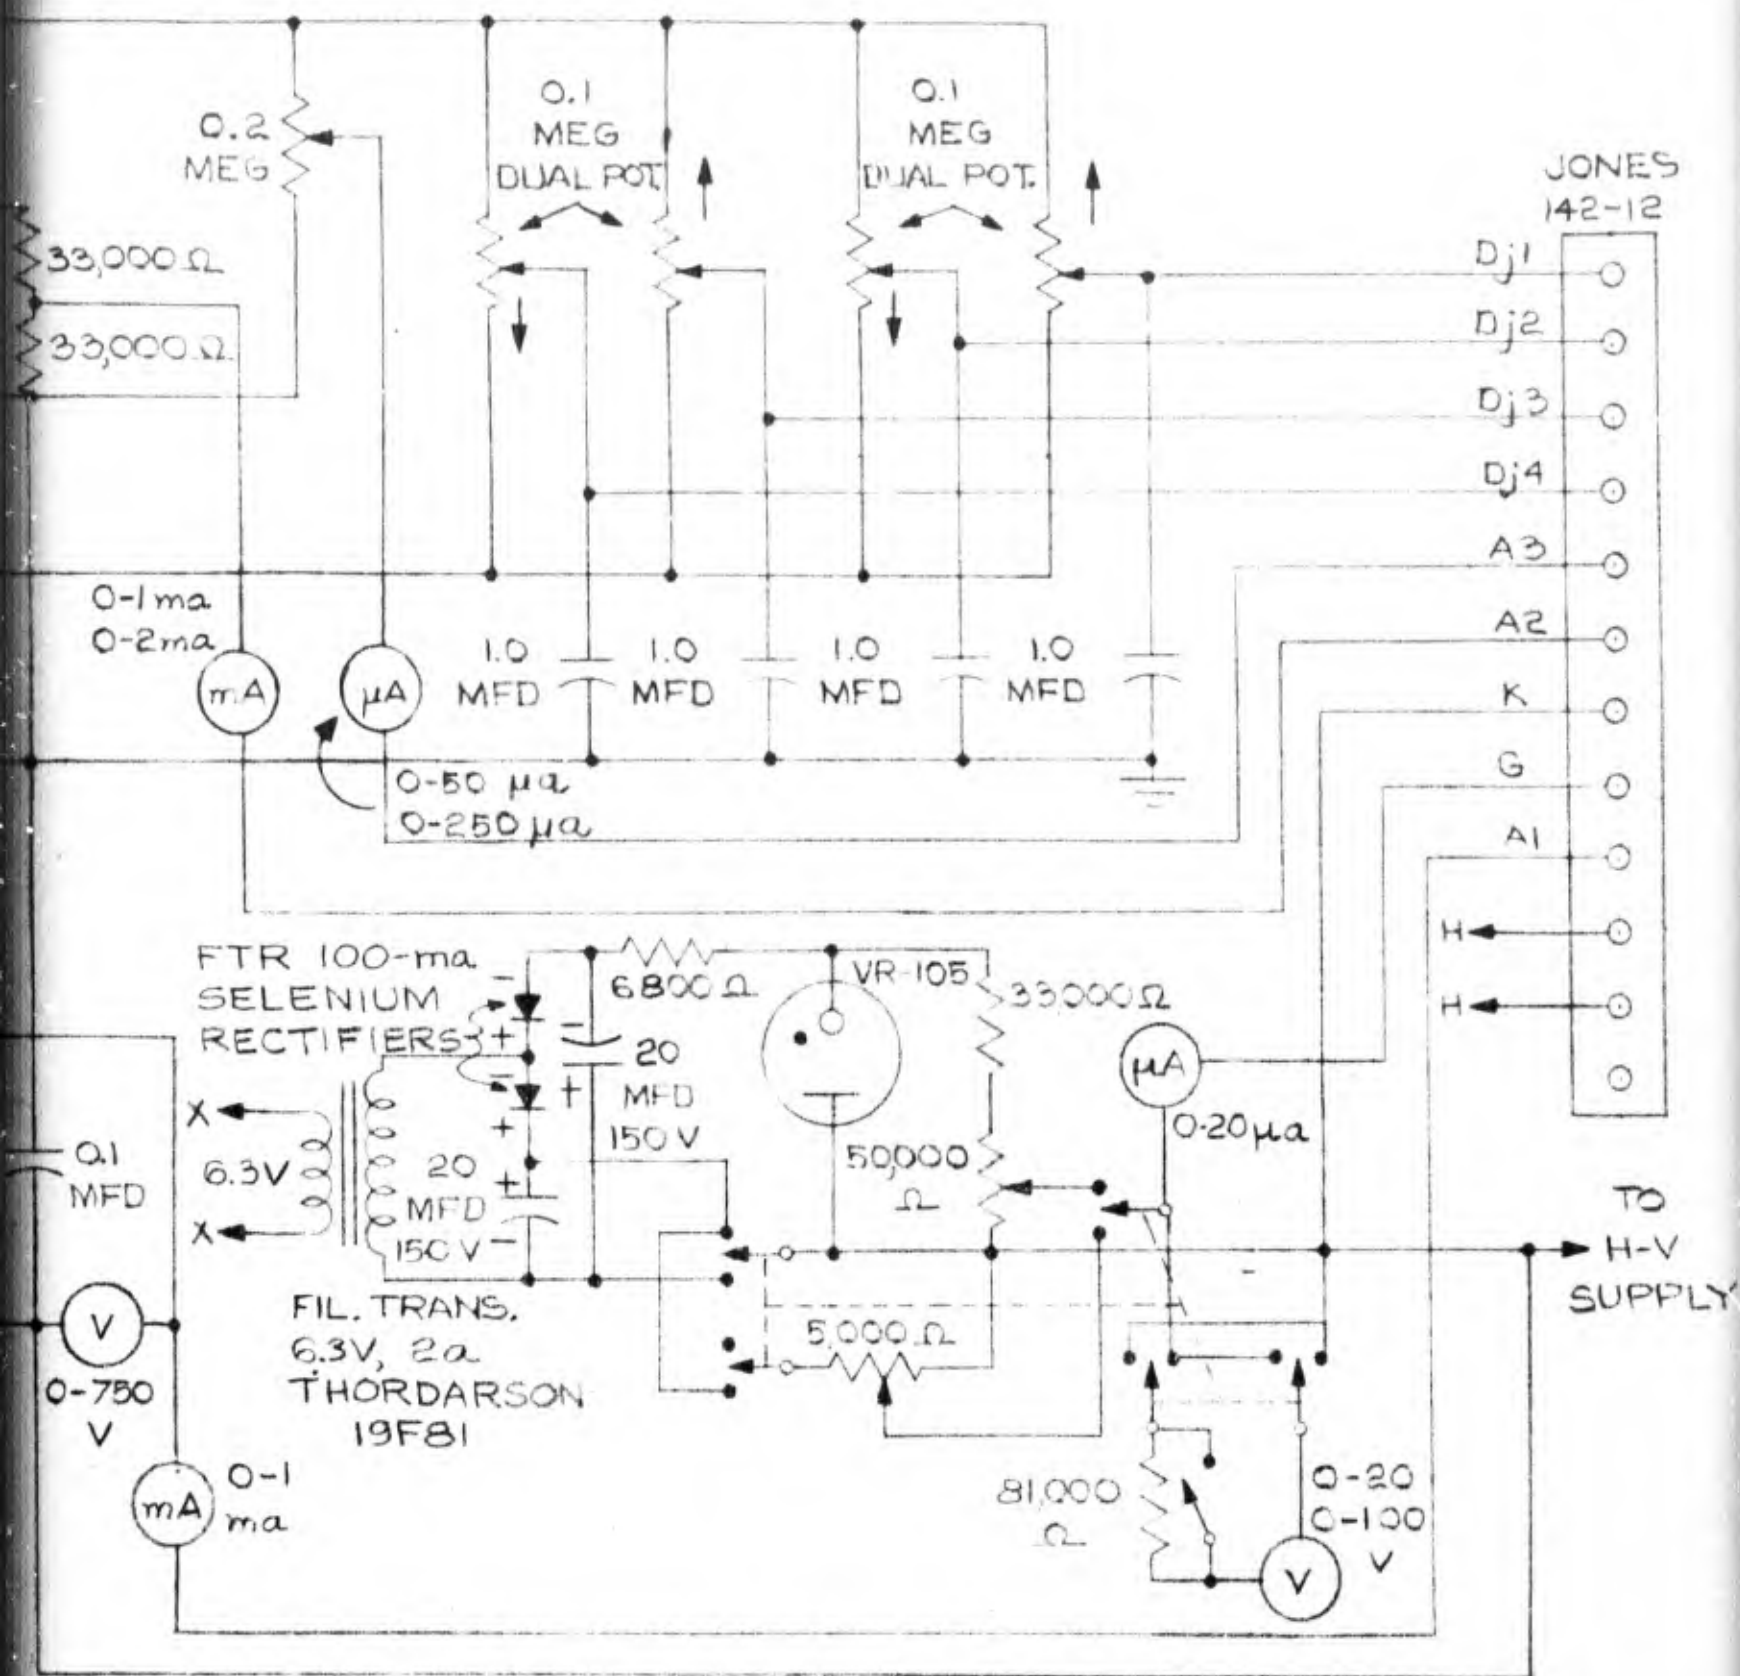 0.2
MEG
0.1
MEG
DUAL POT.
0.1
MEG
DUAL POT.
JONES
142-12
33,000 Ω
33,000 Ω
Dj1
Dj2
Dj3
Dj4
A3
A2
K
G
A1
H
H
0-1 ma
0-2 ma
mA
μA
1.0
MFD
1.0
MFD
1.0
MFD
1.0
MFD
0-50 μa
0-250 μa
FTR 100-ma
SELENIUM
RECTIFIERS
-
+
-
+
6800 Ω
-
+
20
MFD
150 V
VR-105
33,000 Ω
μA
0-20 μa
50,000
Ω
0.1
MFD
X
6.3V
X
+
20
MFD
150 V -
TO
H-V
SUPPLY
V
0-750
V
FIL. TRANS.
6.3V, 2a
THORDARSON
19F81
5,000 Ω
mA
0-1
ma
81,000
Ω
0-20
0-100
V
V